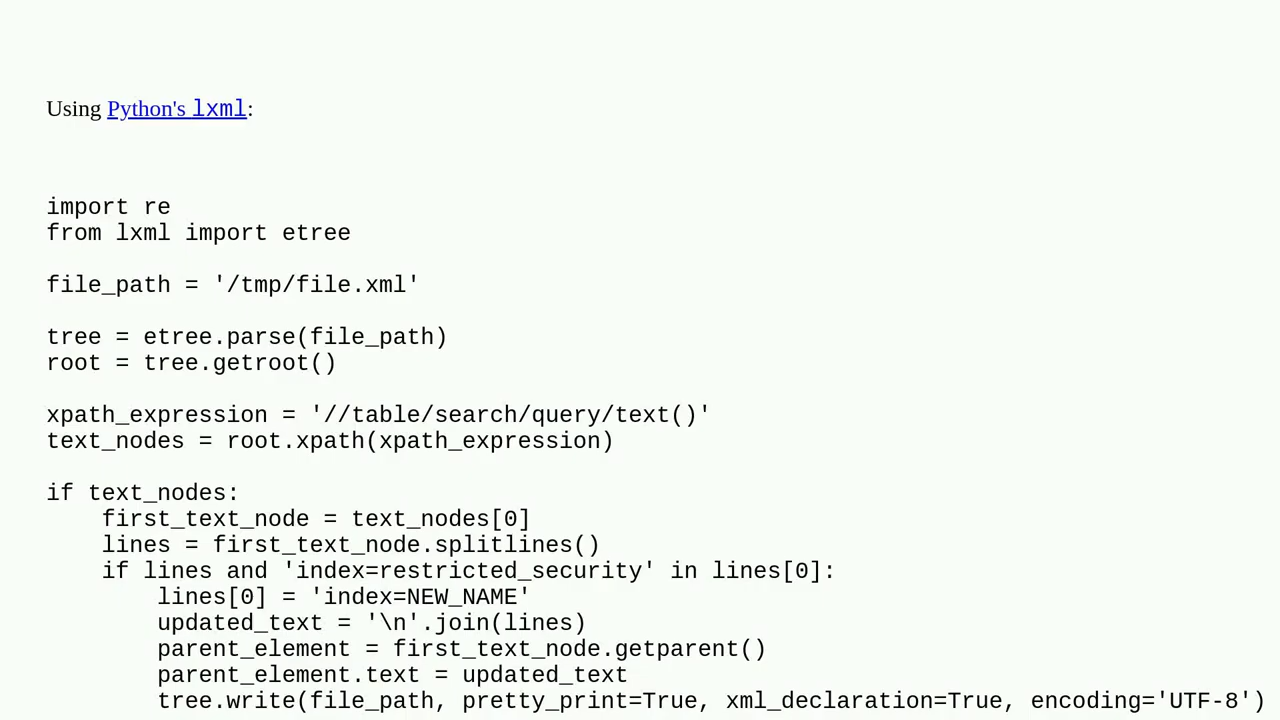 Using Python's lxml:
import re
from lxml import etree
file_path = '/tmp/file.xml'
tree = etree.parse(file_path)
root = tree.getroot()
xpath_expression = '//table/search/query/text()'
text_nodes = root.xpath(xpath_expression)
if text_nodes:
    first_text_node = text_nodes[0]
    lines = first_text_node.splitlines()
    if lines and 'index=restricted_security' in lines[0]:
        lines[0] = 'index=NEW_NAME'
        updated_text = '\n'.join(lines)
        parent_element = first_text_node.getparent()
        parent_element.text = updated_text
        tree.write(file_path, pretty_print=True, xml_declaration=True, encoding='UTF-8')